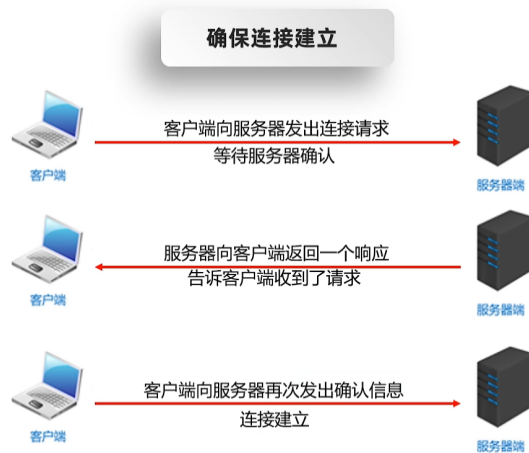 确保连接建立
客户端向服务器发出连接请求
等待服务器确认
客户端
服务器端
服务器向客户端返回一个响应
告诉客户端收到了请求
客户端
服务器端
客户端向服务器再次发出确认信息
连接建立
客户端
服务器端